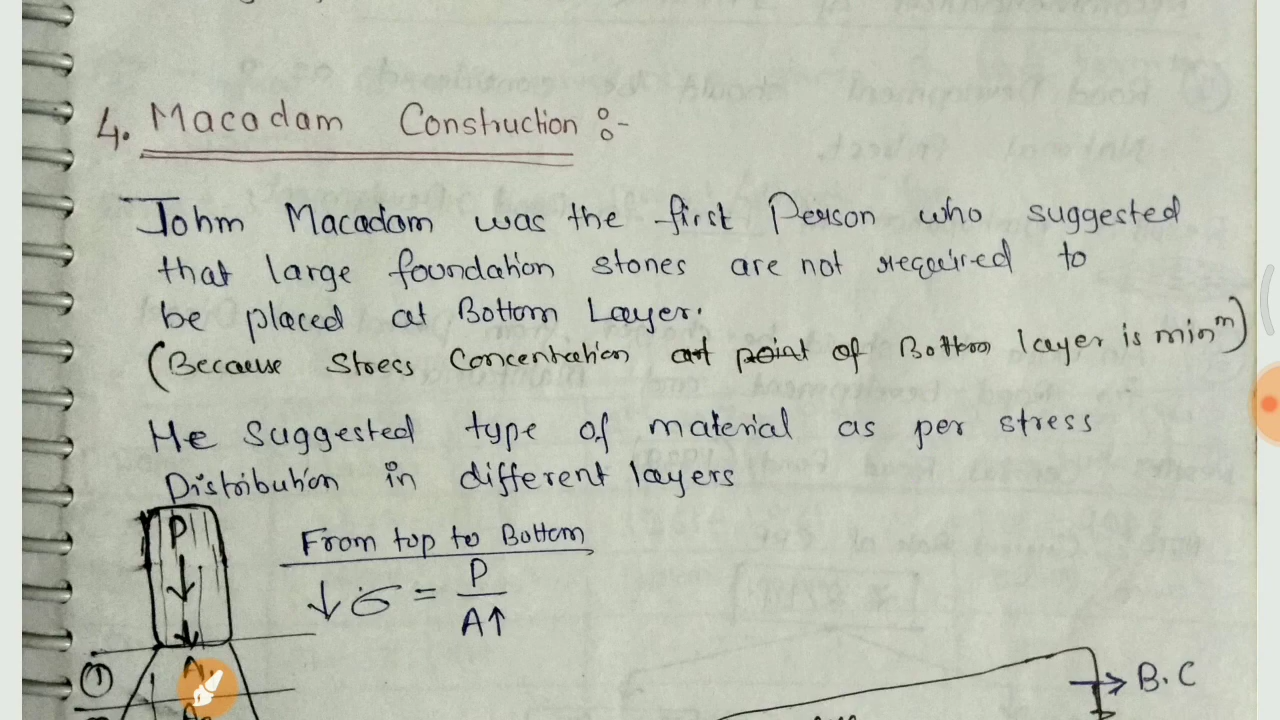 4. Macadam Construction :-
John Macadam was the first Person who suggested
that large foundation stones are not required to
be placed at Bottom Layer.
(Because Stress Concentration at point of Bottom layer is minᵐ)
He Suggested type of material as per stress
Distribution in different layers
P
From top to Bottom
↓ σ = P / A↑
①
B.C